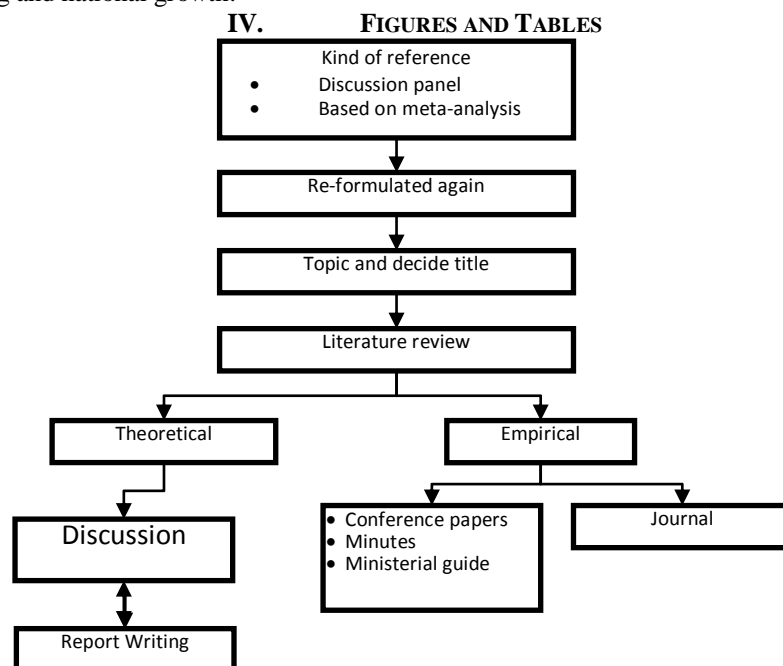 g and national growth.
IV. FIGURES AND TABLES
Kind of reference
• Discussion panel
• Based on meta-analysis
Re-formulated again
Topic and decide title
Literature review
Theoretical
Empirical
Discussion
• Conference papers
• Minutes
• Ministerial guide
Journal
Report Writing